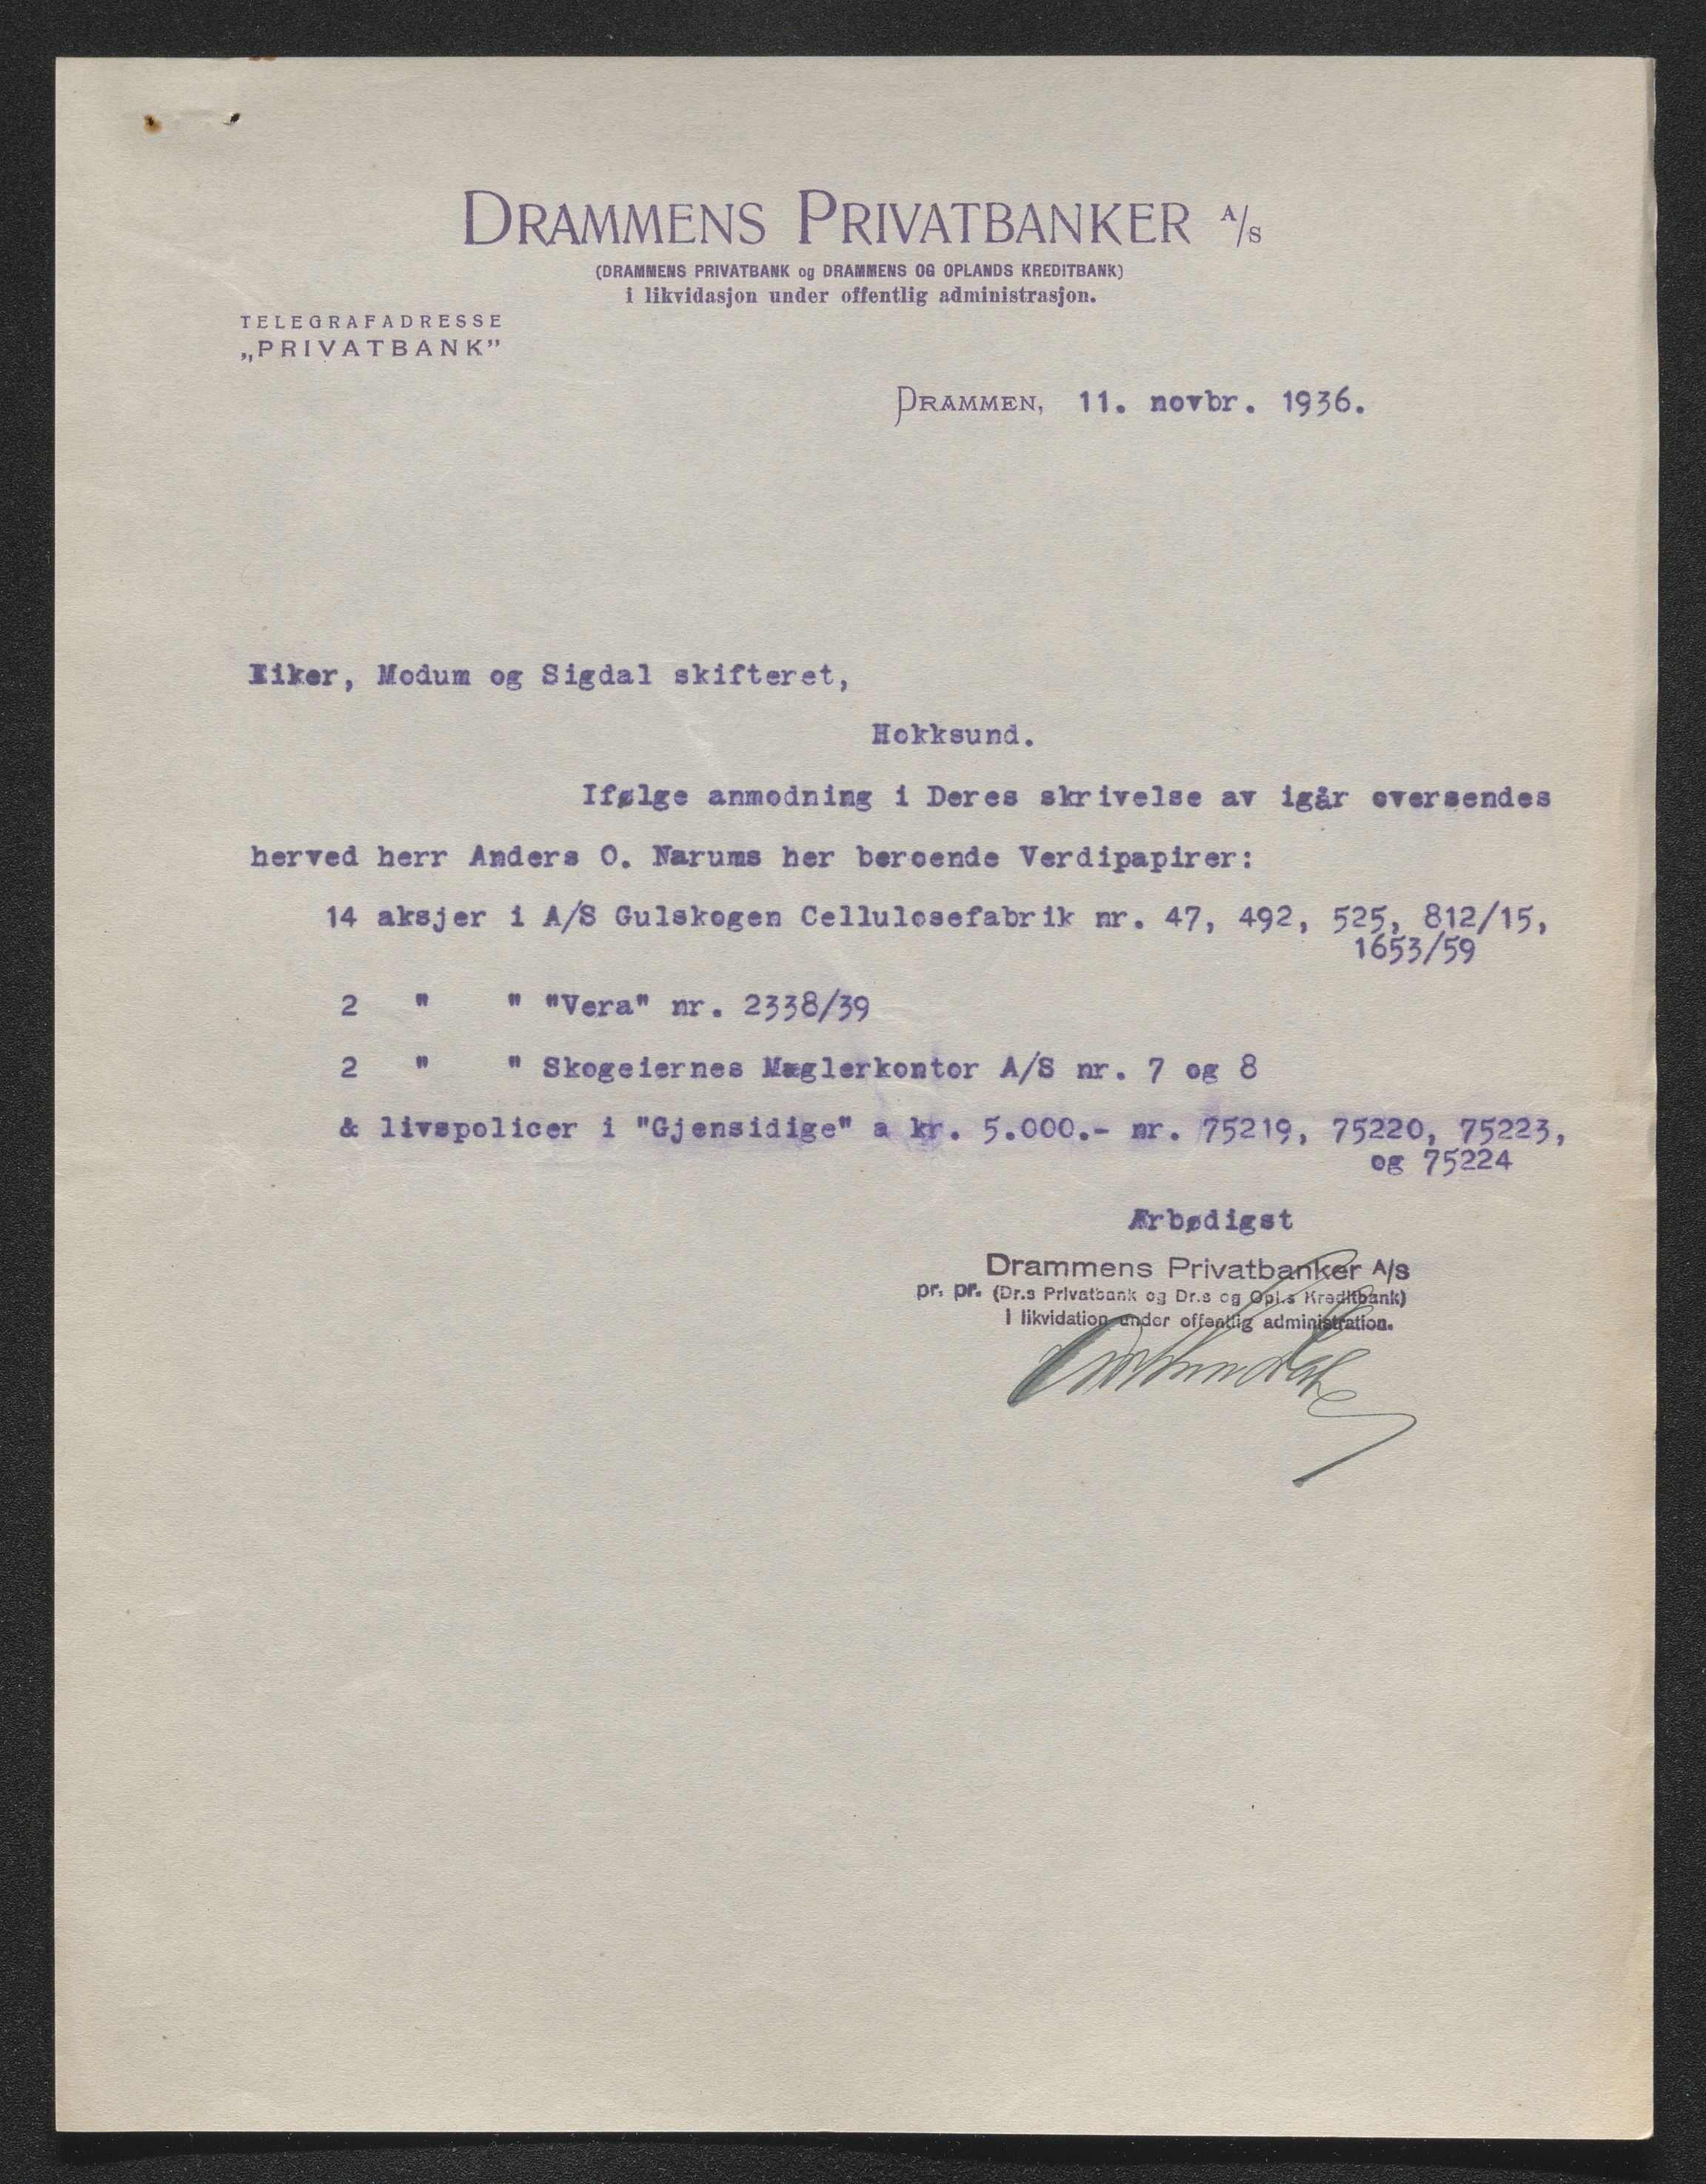 DRAMMENS PRIVATBANKER A/S
(DRAMMENS PRIVATBANK og DRAMMENS OG OPLANDS KREDITBANK)
i likvidasjon under offentlig administrasjon.
TELEGRAFADRESSE
„PRIVATBANK”
DRAMMEN, 11. novbr. 1936.
Eiker, Modum og Sigdal skifteret,
Hokksund.
Ifølge anmodning i Deres skrivelse av igår oversendes
herved herr Anders O. Narums her beroende Verdipapirer:
14 aksjer i A/S Gulskogen Cellulosefabrik nr. 47, 492, 525, 812/15,
1653/59
2 " " "Vera" nr. 2338/39
2 " " Skogeiernes Mæglerkontor A/S nr. 7 og 8
& livspolicer i "Gjensidige" a kr. 5.000.- nr. 75219, 75220, 75223,
og 75224
Ærbødigst
Drammens Privatbanker A/S
pr. pr. (Dr.s Privatbank og Dr.s og Opl.s Kreditbank)
i likvidation under offentlig administration.